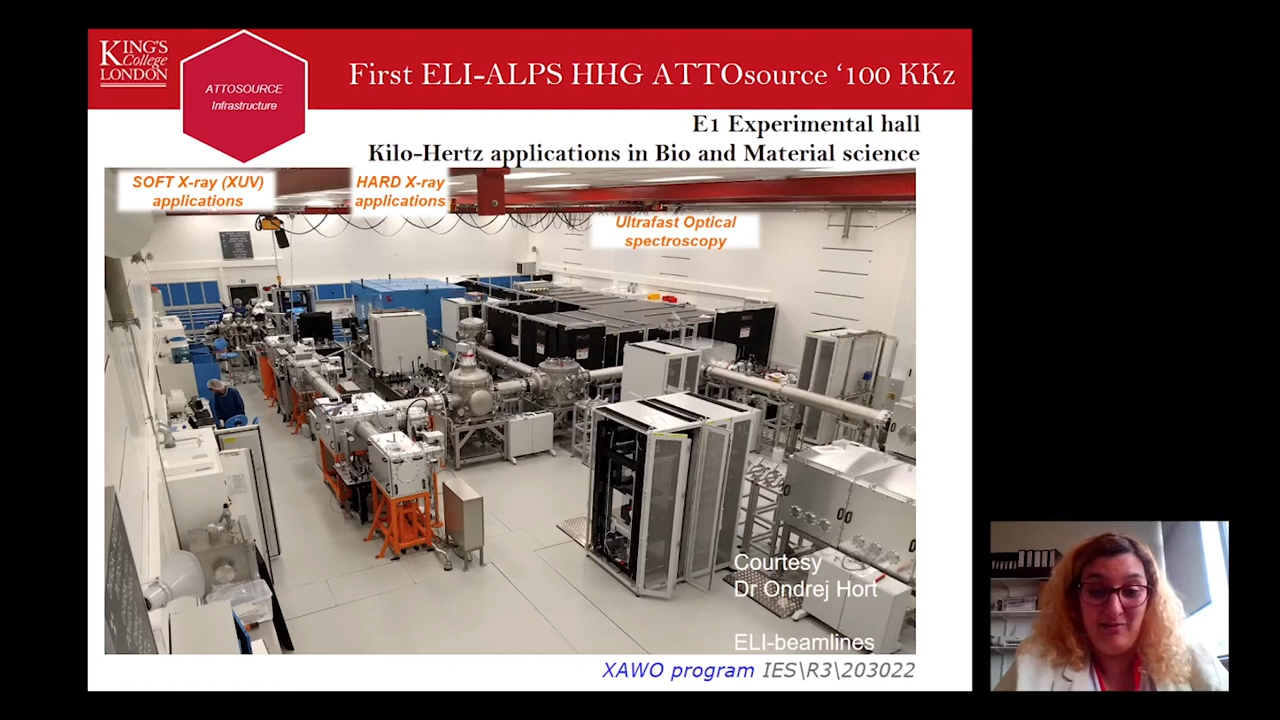 KING'S
College
LONDON
ATTOSOURCE
Infrastructure
First ELI-ALPS HHG ATTOsource ‘100 KKz
E1 Experimental hall
Kilo-Hertz applications in Bio and Material science
SOFT X-ray (XUV)
applications
HARD X-ray
applications
Ultrafast Optical
spectroscopy
Courtesy
Dr Ondrej Hort
ELI-beamlines
XAWO program IES\R3\203022